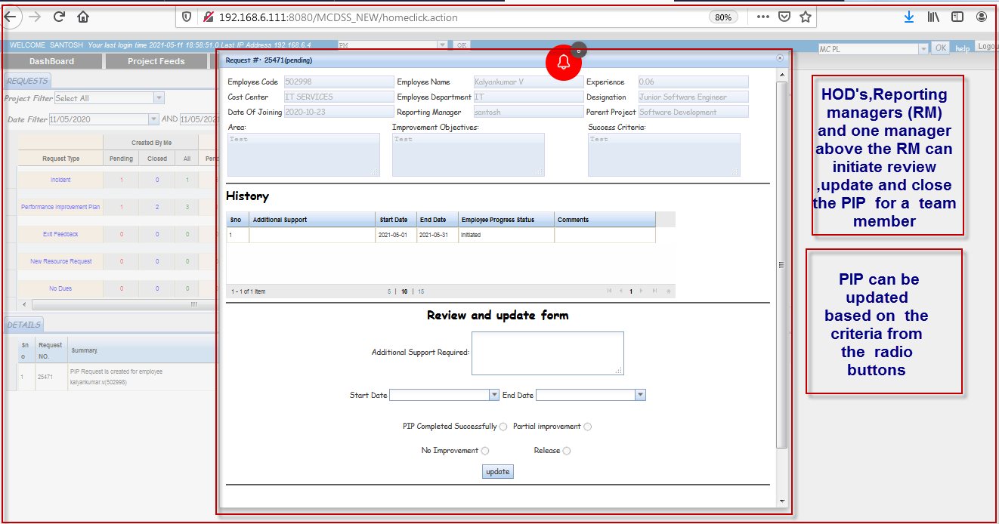 192.168.6.111:8080/MCDSS_NEW/homeclick.action
80%
WELCOME SANTOSH Your last login time 2021-05-11 18:58:51.0 Last IP Address 192.168.6.4
PM
OK
MC PL
OK
help
Logou
DashBoard
Project Feeds
REQUESTS
Project Filter Select All
Date Filter 11/05/2020 AND 11/05/2021
Created By Me
Request Type Pending Closed All Pend
Incident 1 0 1
Performance Improvement Plan 1 2 3
Exit Feedback 0 0 0
New Resource Request 0 0 0
No Dues 0 0 0
DETAILS
Sn
o
Request
NO.
Summary
1 25471 PIP Request is created for employee
kalyankumar.v(502998)
Request #: 25471(pending)
Employee Code 502998 Employee Name Kalyankumar V Experience 0.06
Cost Center IT SERVICES Employee Department IT Designation Junior Software Engineer
Date Of Joining 2020-10-23 Reporting Manager santosh Parent Project Software Development
Area: Improvement Objectives: Success Criteria:
Test Test Test
History
Sno Additional Support Start Date End Date Employee Progress Status Comments
1 2021-05-01 2021-05-31 Initiated
1 - 1 of 1 item 5 | 10 | 15 1
Review and update form
Additional Support Required:
Start Date End Date
PIP Completed Successfully Partial improvement
No Improvement Release
update
HOD's,Reporting
managers (RM)
and one manager
above the RM can
initiate review
,update and close
the PIP for a team
member
PIP can be
updated
based on the
criteria from
the radio
buttons